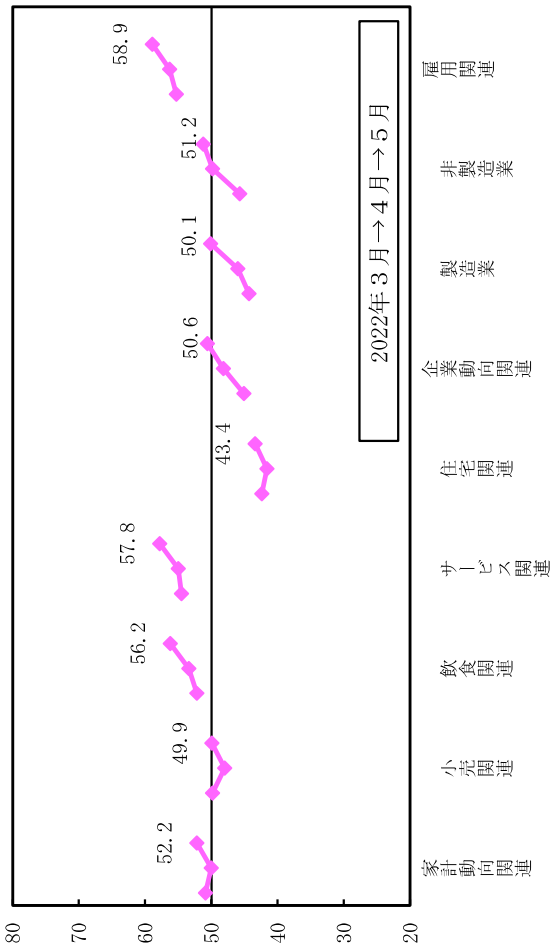 80
70
60
50
40
30
20
52.2
49.9
56.2
57.8
43.4
50.6
50.1
51.2
58.9
2022年3月→4月→5月
家計動向関連
小売関連
飲食関連
サービス関連
住宅関連
企業動向関連
製造業
非製造業
雇用関連